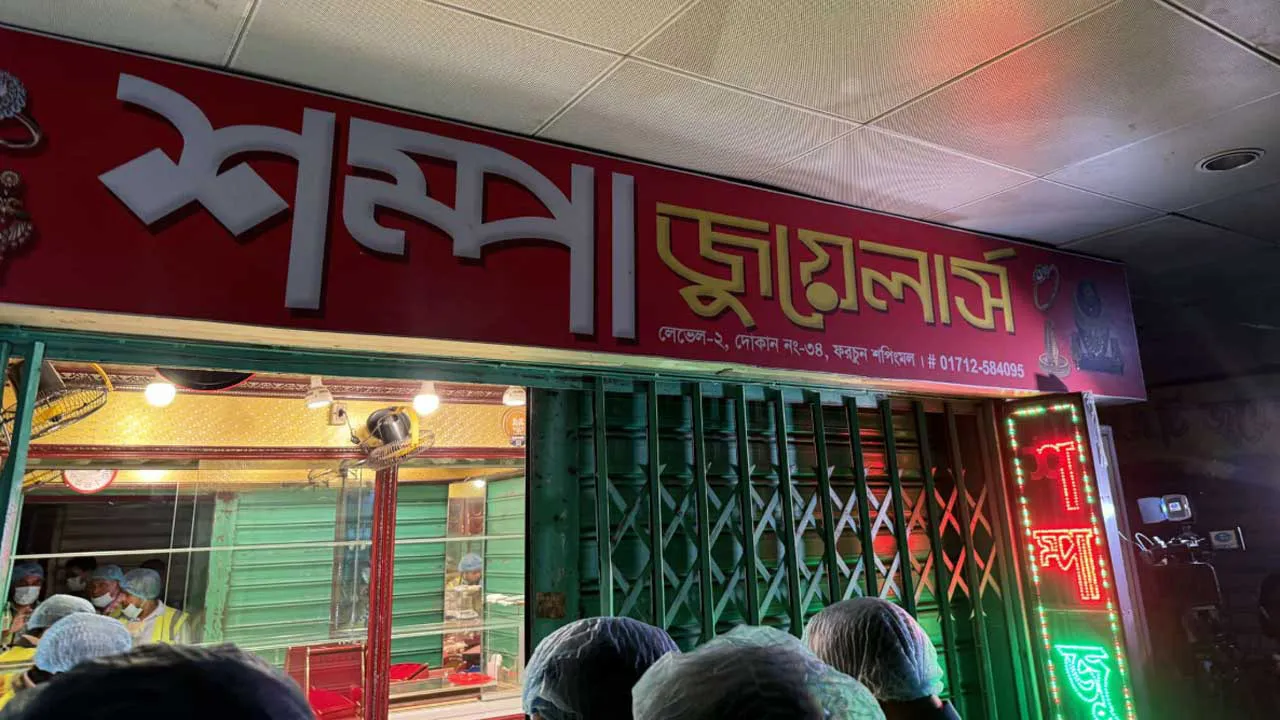 শম্পা জুয়েলার্স
লেভেল-২, দোকান নং-৩৪, ফরচুন শপিংমল। # 01712-584095
শ
ম্পা
জু